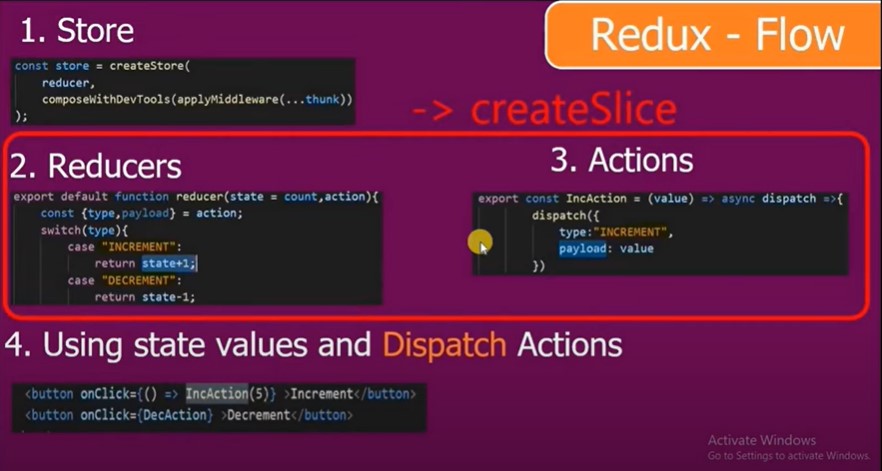 Redux - Flow
1. Store
const store = createStore(
reducer,
composeWithDevTools(applyMiddleware(...thunk))
);
-> createSlice
2. Reducers
export default function reducer(state = count,action){
const {type,payload} = action;
switch(type){
case "INCREMENT":
return state+1;
case "DECREMENT":
return state-1;
3. Actions
export const IncAction = (value) => async dispatch =>{
dispatch({
type:"INCREMENT",
payload: value
})
4. Using state values and Dispatch Actions
<button onClick={() => IncAction(5)} >Increment</button>
<button onClick={DecAction} >Decrement</button>
Activate Windows
Go to Settings to activate Windows.